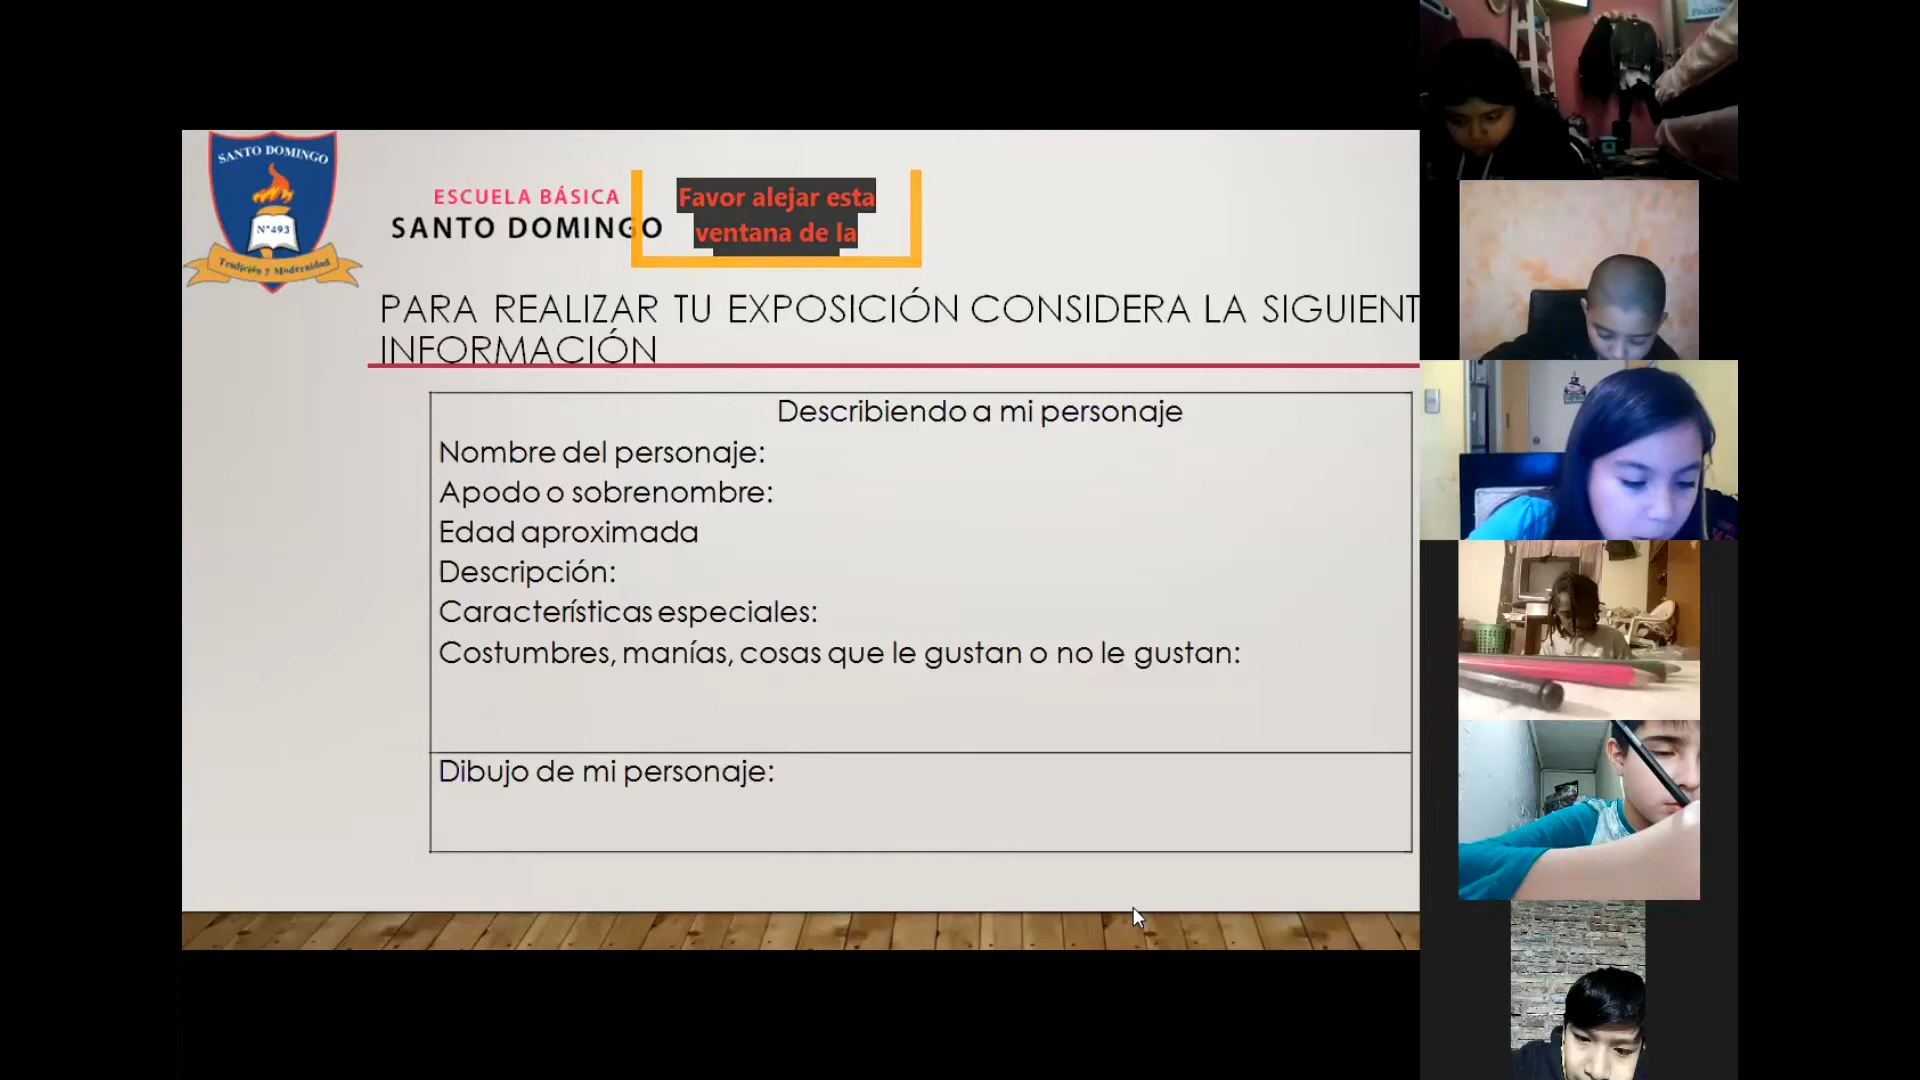 SANTO DOMINGO
N°493
Tradición y Modernidad
ESCUELA BÁSICA
SANTO DOMINGO
Favor alejar esta
ventana de la
PARA REALIZAR TU EXPOSICIÓN CONSIDERA LA SIGUIENT
INFORMACIÓN
Describiendo a mi personaje
Nombre del personaje:
Apodo o sobrenombre:
Edad aproximada
Descripción:
Características especiales:
Costumbres, manías, cosas que le gustan o no le gustan:
Dibujo de mi personaje: